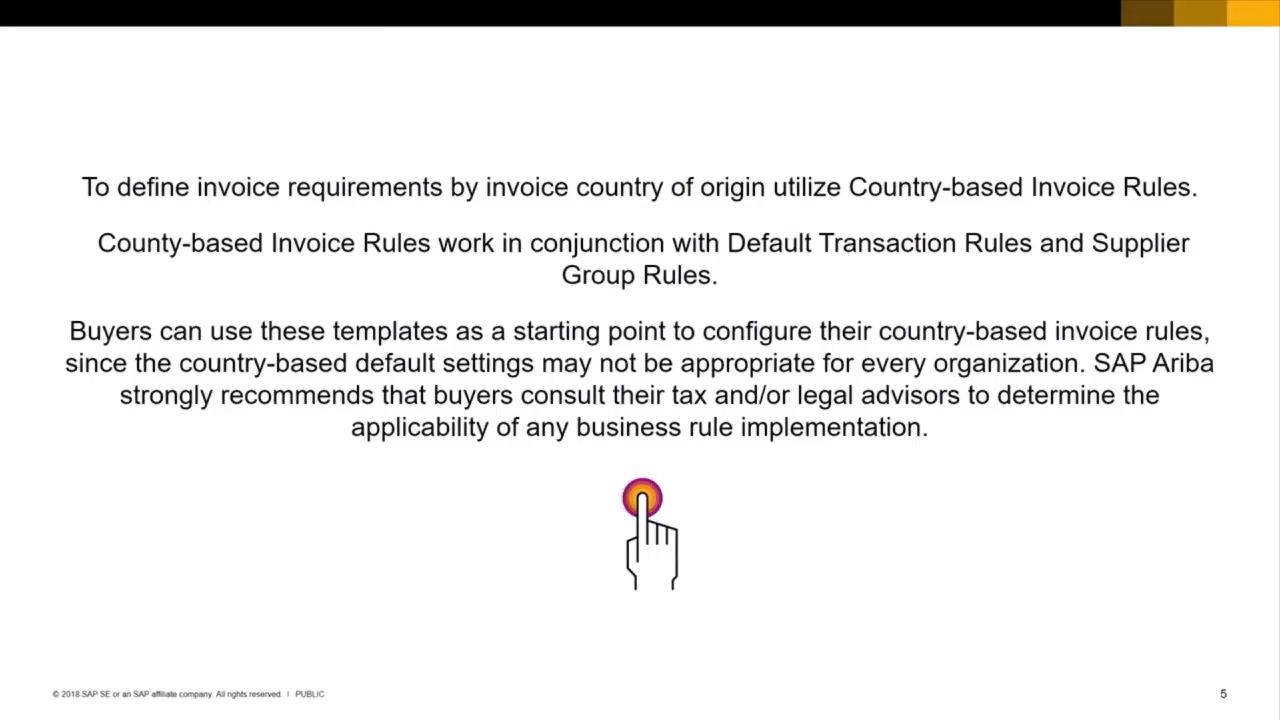 To define invoice requirements by invoice country of origin utilize Country-based Invoice Rules.
County-based Invoice Rules work in conjunction with Default Transaction Rules and Supplier
Group Rules.
Buyers can use these templates as a starting point to configure their country-based invoice rules,
since the country-based default settings may not be appropriate for every organization. SAP Ariba
strongly recommends that buyers consult their tax and/or legal advisors to determine the
applicability of any business rule implementation.
© 2018 SAP SE or an SAP affiliate company. All rights reserved. | PUBLIC
5